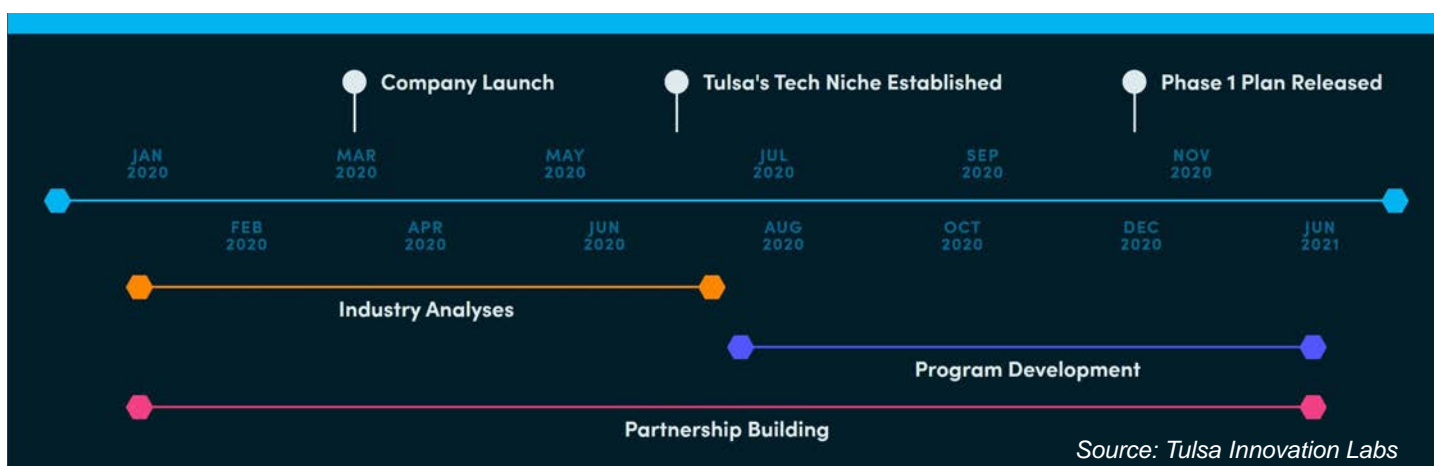 Company Launch
Tulsa's Tech Niche Established
Phase 1 Plan Released
JAN
2020
MAR
2020
MAY
2020
JUL
2020
SEP
2020
NOV
2020
FEB
2020
APR
2020
JUN
2020
AUG
2020
OCT
2020
DEC
2020
JUN
2021
Industry Analyses
Program Development
Partnership Building
Source: Tulsa Innovation Labs